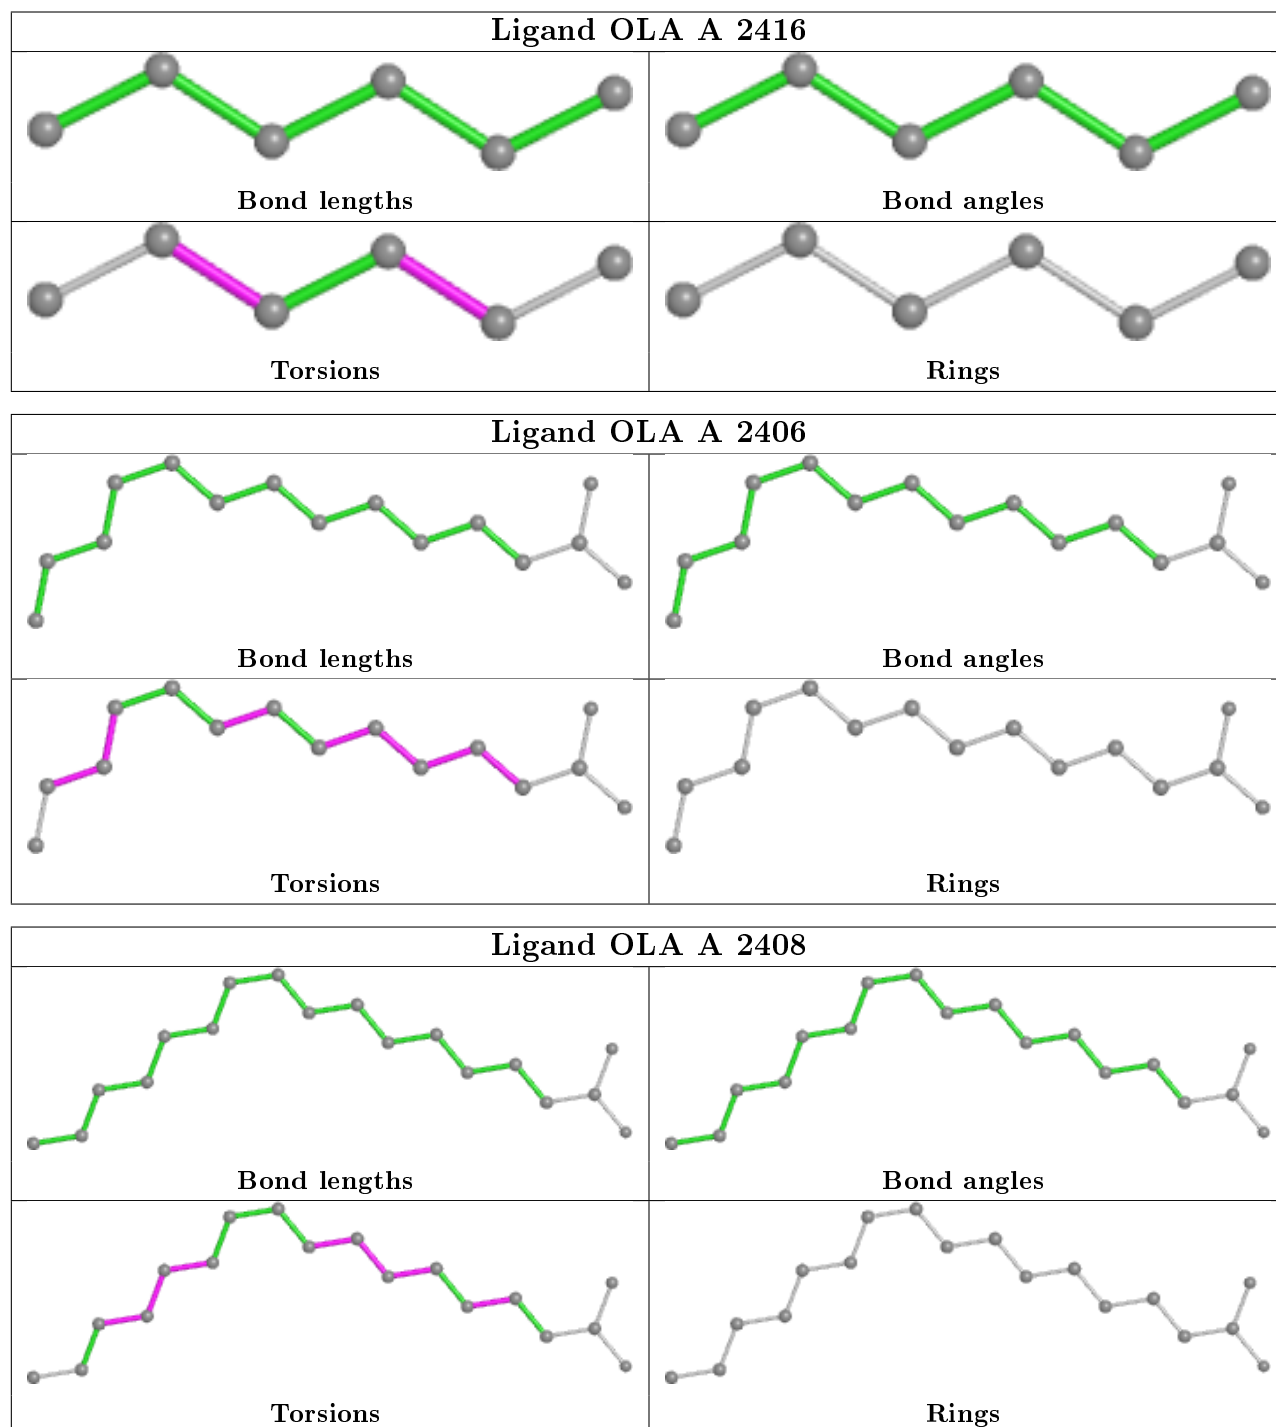 Ligand OLA A 2416
Bond lengths
Bond angles
Torsions
Rings
Ligand OLA A 2406
Bond lengths
Bond angles
Torsions
Rings
Ligand OLA A 2408
Bond lengths
Bond angles
Torsions
Rings